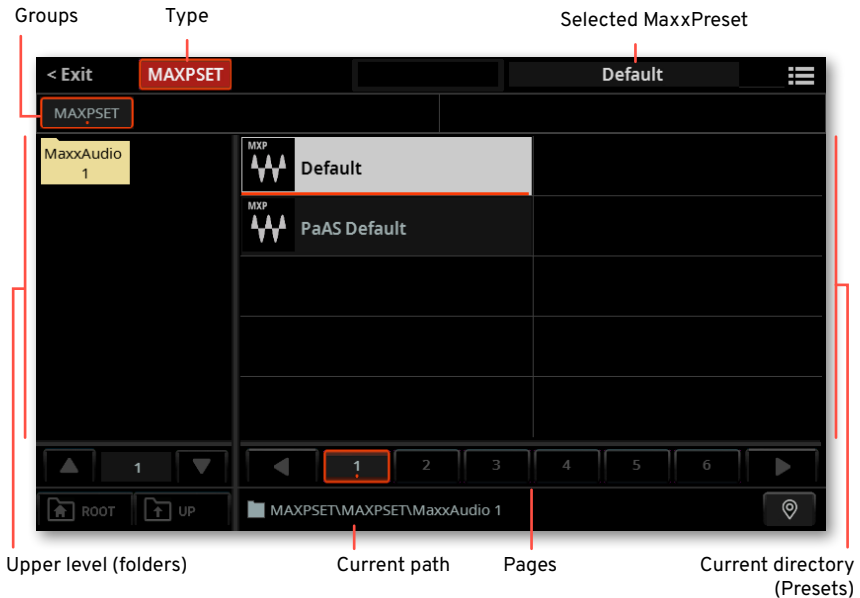 Groups
Type
Selected MaxxPreset
< Exit
MAXPSET
Default
MAXPSET
MaxxAudio
1
MXP
Default
MXP
PaAS Default
1
1
2
3
4
5
6
ROOT
UP
MAXPSET\MAXPSET\MaxxAudio 1
Upper level (folders)
Current path
Pages
Current directory
(Presets)